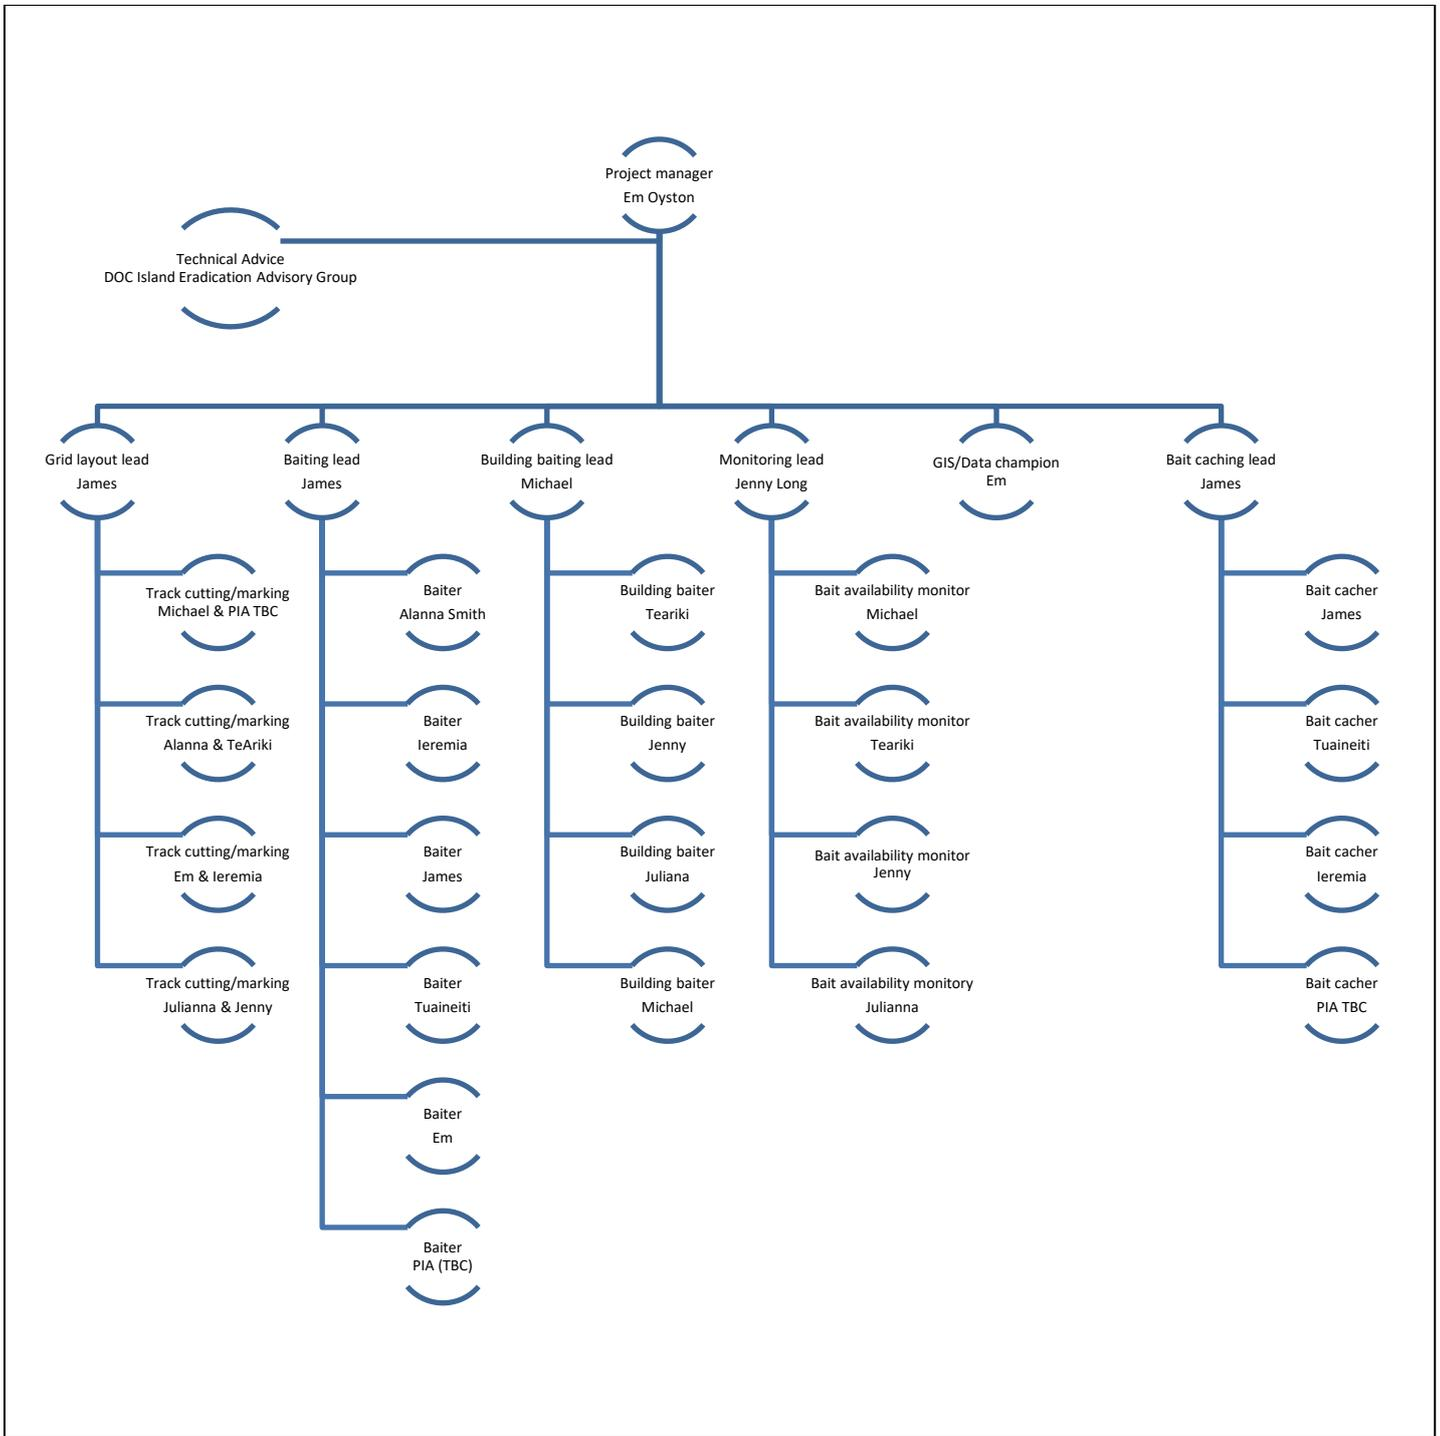 Project manager
Em Oyston
Technical Advice
DOC Island Eradication Advisory Group
Grid layout lead
James
Track cutting/marking
Michael & PIA TBC
Track cutting/marking
Alanna & TeAriki
Track cutting/marking
Em & Ieremia
Track cutting/marking
Julianna & Jenny
Baiting lead
James
Baiter
Alanna Smith
Baiter
Ieremia
Baiter
James
Baiter
Tuaineiti
Baiter
Em
Baiter
PIA (TBC)
Building baiting lead
Michael
Building baiter
Teariki
Building baiter
Jenny
Building baiter
Juliana
Building baiter
Michael
Monitoring lead
Jenny Long
Bait availability monitor
Michael
Bait availability monitor
Teariki
Bait availability monitor
Jenny
Bait availability monitory
Julianna
GIS/Data champion
Em
Bait caching lead
James
Bait cacher
James
Bait cacher
Tuaineiti
Bait cacher
Ieremia
Bait cacher
PIA TBC